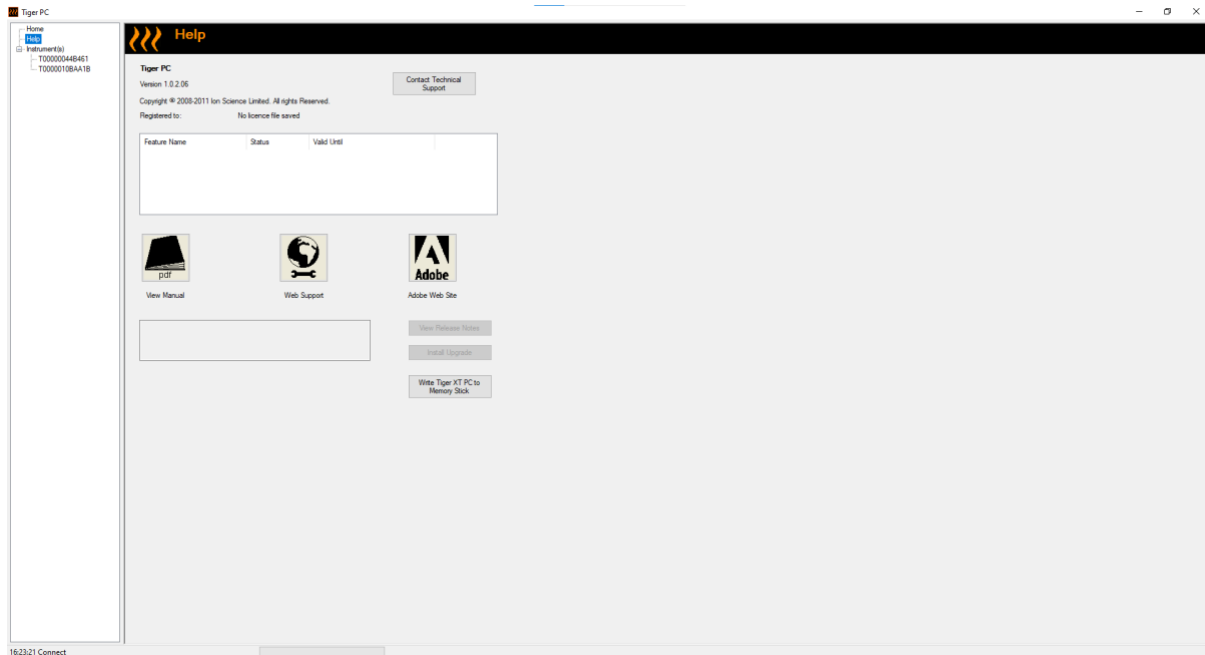 Tiger PC
Home
Help
Instrument(s)
T00000044B461
T0000010BAA1B
Help
Tiger PC
Version 1.0.2.06
Contact Technical
Support
Copyright © 2008-2011 Ion Science Limited. All rights Reserved.
Registered to: No licence file saved
Feature Name Status Valid Until
pdf
Adobe
View Manual Web Support Adobe Web Site
View Release Notes
Install Upgrade
Write Tiger XT PC to
Memory Stick
16:23:21 Connect